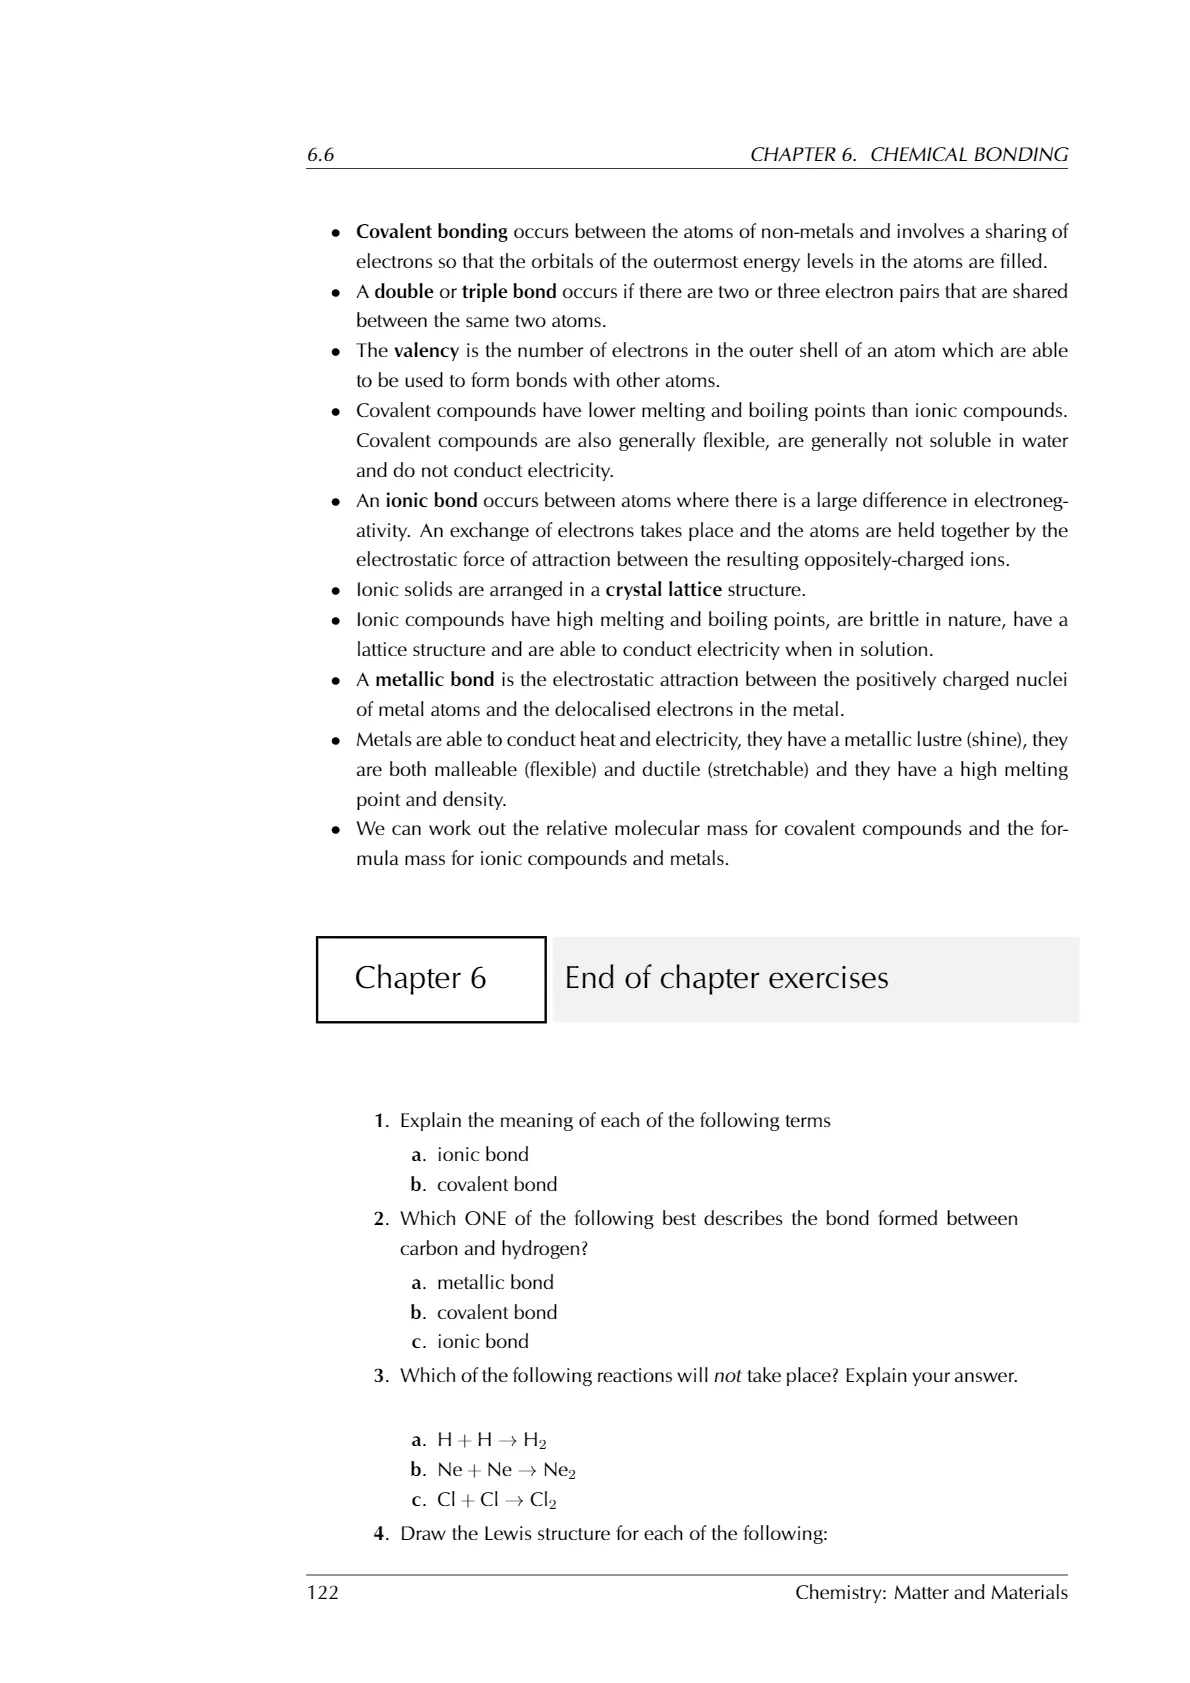 6.6 CHAPTER 6. CHEMICAL BONDING
• Covalent bonding occurs between the atoms of non-metals and involves a sharing of
electrons so that the orbitals of the outermost energy levels in the atoms are filled.
• A double or triple bond occurs if there are two or three electron pairs that are shared
between the same two atoms.
• The valency is the number of electrons in the outer shell of an atom which are able
to be used to form bonds with other atoms.
• Covalent compounds have lower melting and boiling points than ionic compounds.
Covalent compounds are also generally flexible, are generally not soluble in water
and do not conduct electricity.
• An ionic bond occurs between atoms where there is a large difference in electroneg-
ativity. An exchange of electrons takes place and the atoms are held together by the
electrostatic force of attraction between the resulting oppositely-charged ions.
• Ionic solids are arranged in a crystal lattice structure.
• Ionic compounds have high melting and boiling points, are brittle in nature, have a
lattice structure and are able to conduct electricity when in solution.
• A metallic bond is the electrostatic attraction between the positively charged nuclei
of metal atoms and the delocalised electrons in the metal.
• Metals are able to conduct heat and electricity, they have a metallic lustre (shine), they
are both malleable (flexible) and ductile (stretchable) and they have a high melting
point and density.
• We can work out the relative molecular mass for covalent compounds and the for-
mula mass for ionic compounds and metals.
Chapter 6 End of chapter exercises
1. Explain the meaning of each of the following terms
a. ionic bond
b. covalent bond
2. Which ONE of the following best describes the bond formed between
carbon and hydrogen?
a. metallic bond
b. covalent bond
c. ionic bond
3. Which of the following reactions will not take place? Explain your answer.
a. H + H → H₂
b. Ne + Ne → Ne₂
c. Cl + Cl → Cl₂
4. Draw the Lewis structure for each of the following:
122 Chemistry: Matter and Materials